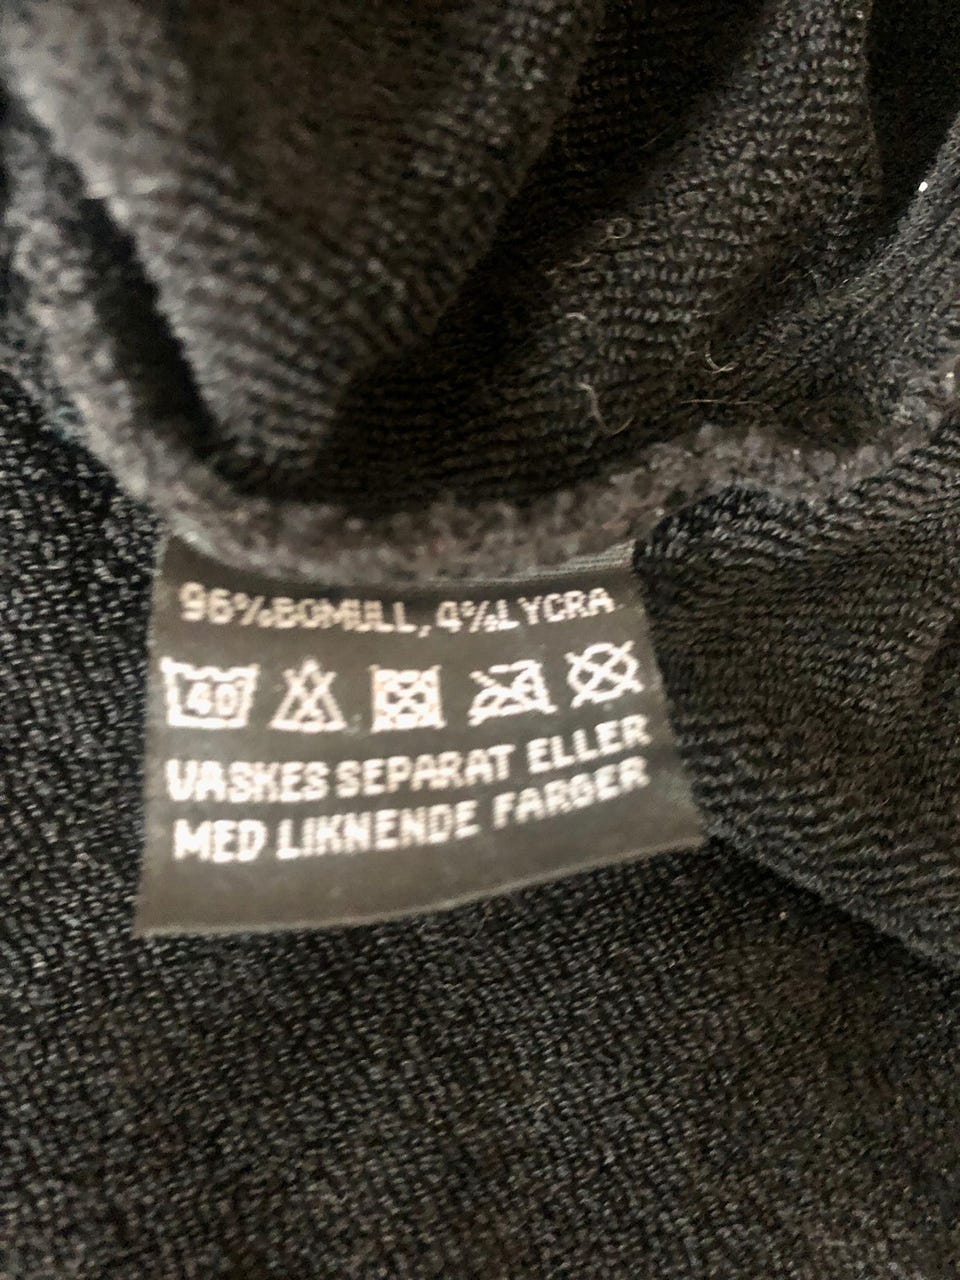 96%BOMULL, 4%LYCRA
40
VASKES SEPARAT ELLER
MED LIKNENDE FARGER